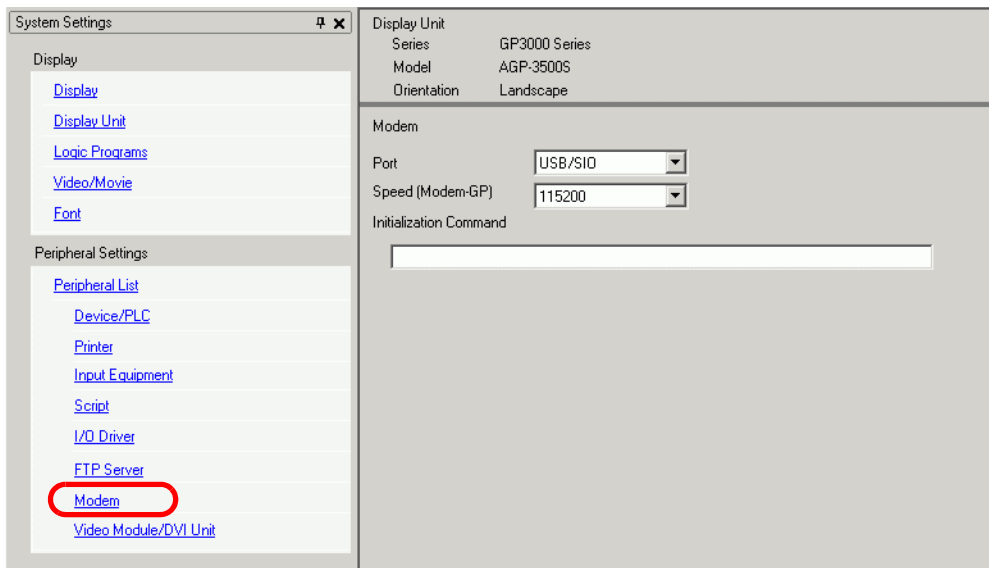 System Settings
Display
Display
Display Unit
Logic Programs
Video/Movie
Font
Peripheral Settings
Peripheral List
Device/PLC
Printer
Input Equipment
Script
I/O Driver
FTP Server
Modem
Video Module/DVI Unit
Display Unit
Series GP3000 Series
Model AGP-3500S
Orientation Landscape
Modem
Port USB/SIO
Speed (Modem-GP) 115200
Initialization Command